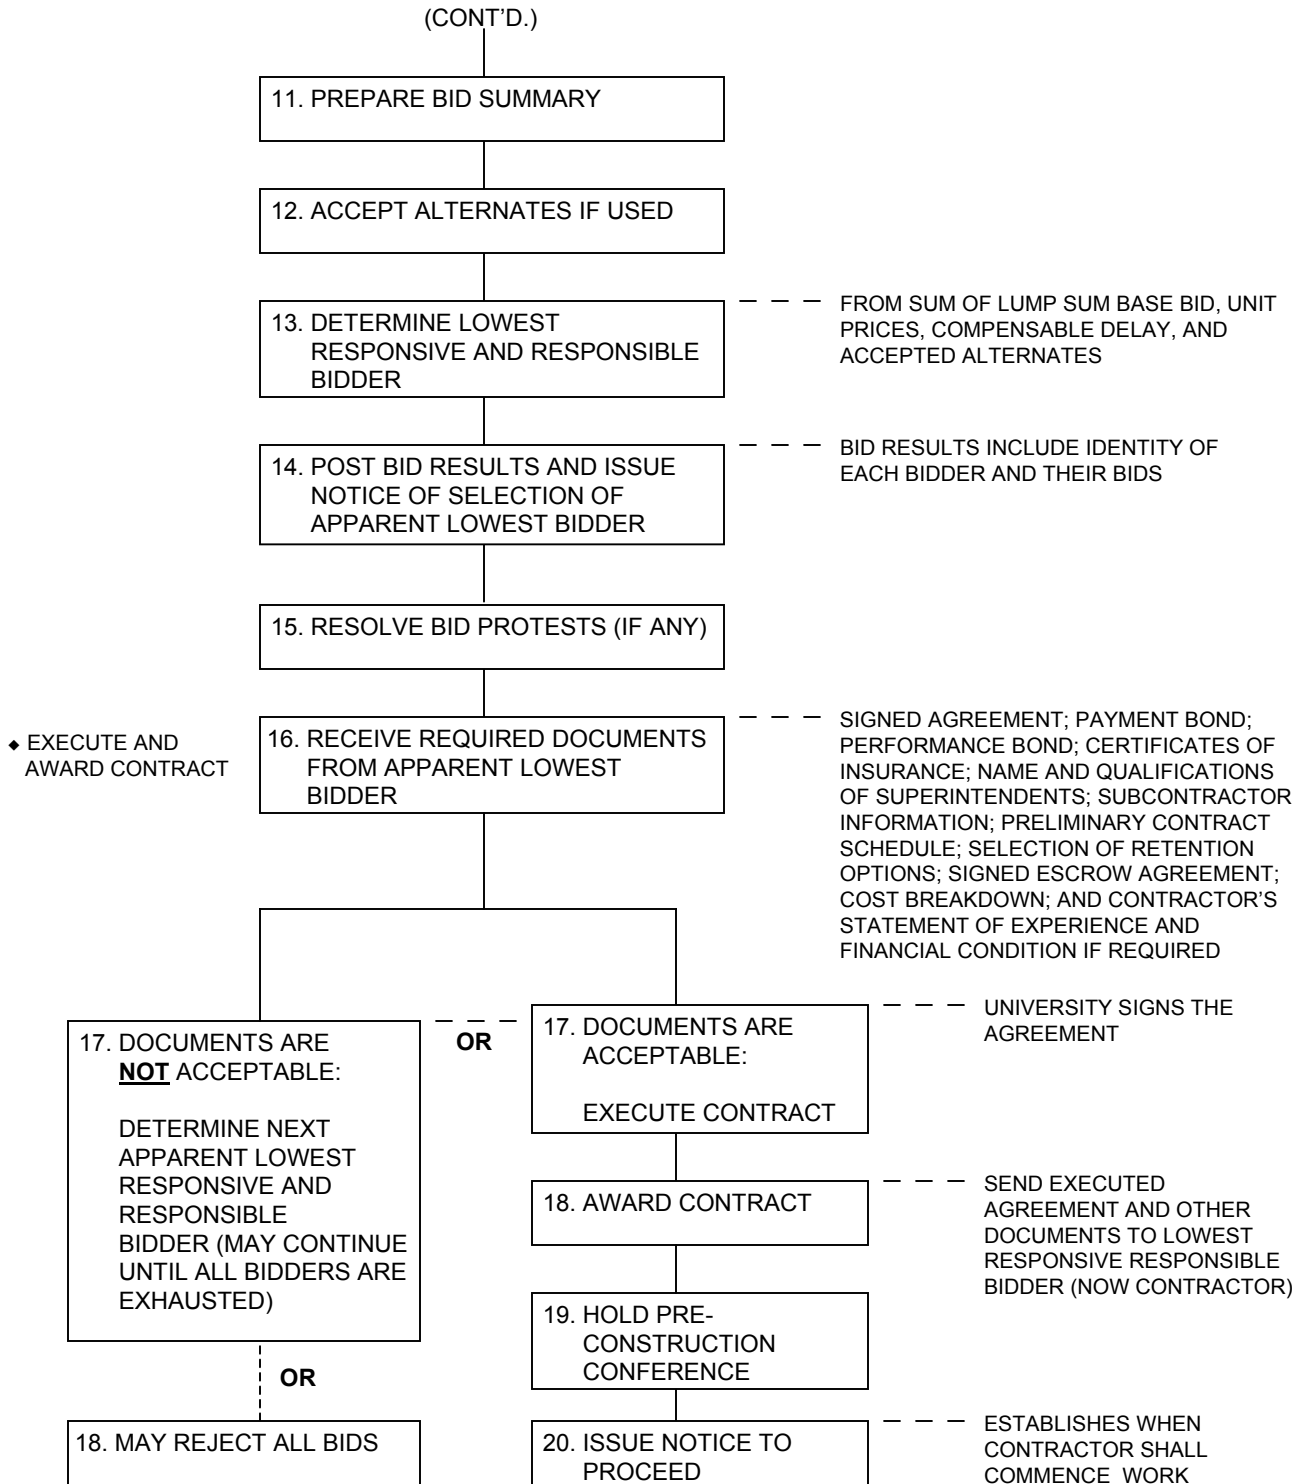 (CONT’D.)
11. PREPARE BID SUMMARY
12. ACCEPT ALTERNATES IF USED
13. DETERMINE LOWEST
RESPONSIVE AND RESPONSIBLE
BIDDER
FROM SUM OF LUMP SUM BASE BID, UNIT
PRICES, COMPENSABLE DELAY, AND
ACCEPTED ALTERNATES
14. POST BID RESULTS AND ISSUE
NOTICE OF SELECTION OF
APPARENT LOWEST BIDDER
BID RESULTS INCLUDE IDENTITY OF
EACH BIDDER AND THEIR BIDS
15. RESOLVE BID PROTESTS (IF ANY)
◆ EXECUTE AND
AWARD CONTRACT
16. RECEIVE REQUIRED DOCUMENTS
FROM APPARENT LOWEST
BIDDER
SIGNED AGREEMENT; PAYMENT BOND;
PERFORMANCE BOND; CERTIFICATES OF
INSURANCE; NAME AND QUALIFICATIONS
OF SUPERINTENDENTS; SUBCONTRACTOR
INFORMATION; PRELIMINARY CONTRACT
SCHEDULE; SELECTION OF RETENTION
OPTIONS; SIGNED ESCROW AGREEMENT;
COST BREAKDOWN; AND CONTRACTOR’S
STATEMENT OF EXPERIENCE AND
FINANCIAL CONDITION IF REQUIRED
17. DOCUMENTS ARE
NOT ACCEPTABLE:
DETERMINE NEXT
APPARENT LOWEST
RESPONSIVE AND
RESPONSIBLE
BIDDER (MAY CONTINUE
UNTIL ALL BIDDERS ARE
EXHAUSTED)
OR
17. DOCUMENTS ARE
ACCEPTABLE:
EXECUTE CONTRACT
UNIVERSITY SIGNS THE
AGREEMENT
18. AWARD CONTRACT
SEND EXECUTED
AGREEMENT AND OTHER
DOCUMENTS TO LOWEST
RESPONSIVE RESPONSIBLE
BIDDER (NOW CONTRACTOR)
19. HOLD PRE-
CONSTRUCTION
CONFERENCE
OR
18. MAY REJECT ALL BIDS
20. ISSUE NOTICE TO
PROCEED
ESTABLISHES WHEN
CONTRACTOR SHALL
COMMENCE WORK